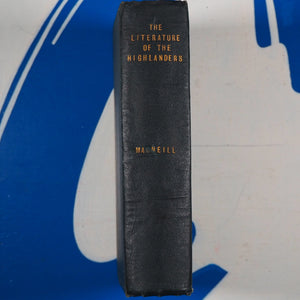 THE
LITERATURE
OF THE
HIGHLANDERS
MACNEILL